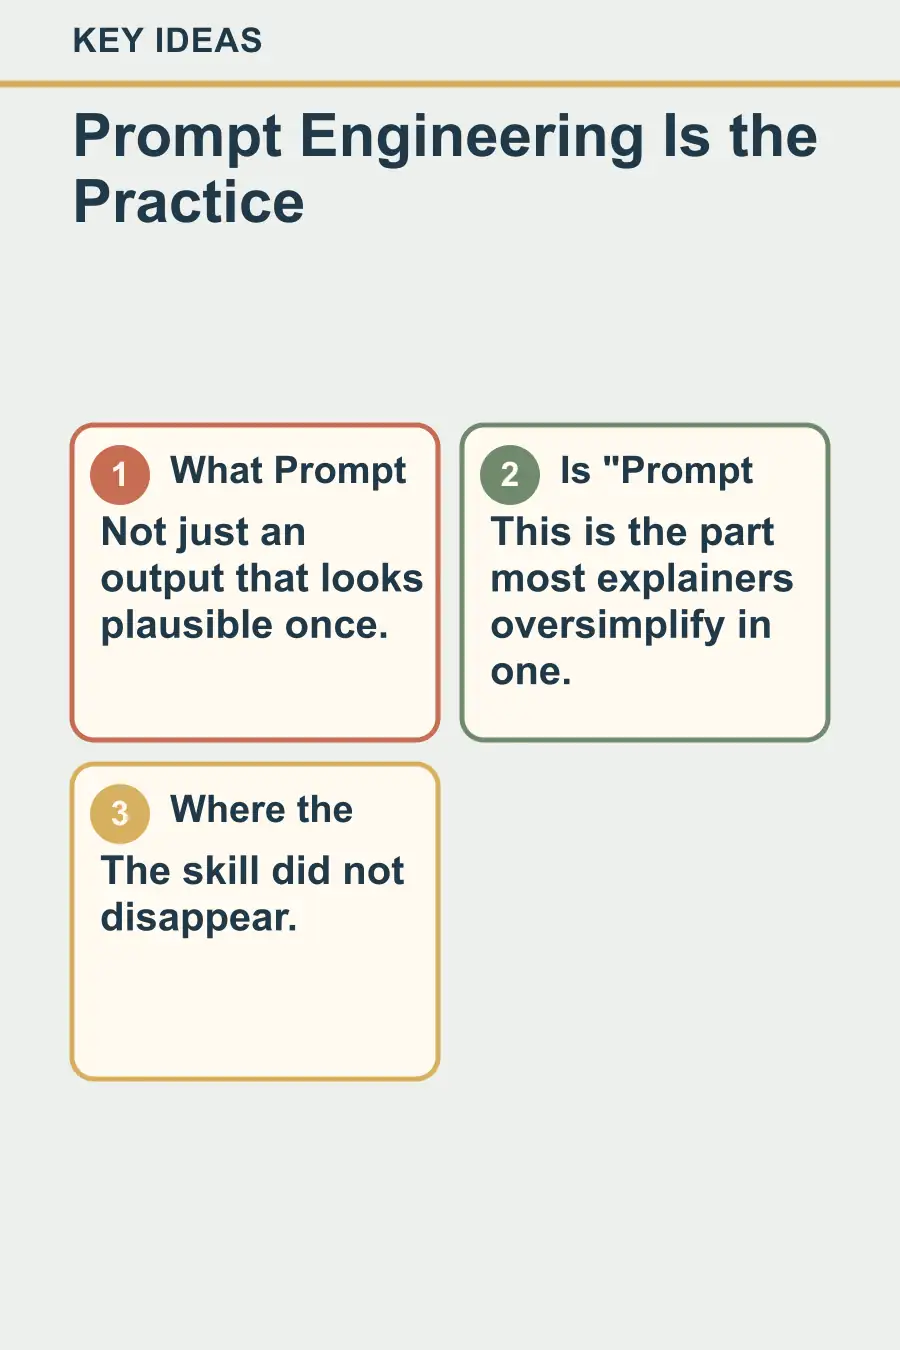 KEY IDEAS
Prompt Engineering Is the
Practice
1 What Prompt
Not just an
output that looks
plausible once.
2 Is "Prompt
This is the part
most explainers
oversimplify in
one.
3 Where the
The skill did not
disappear.